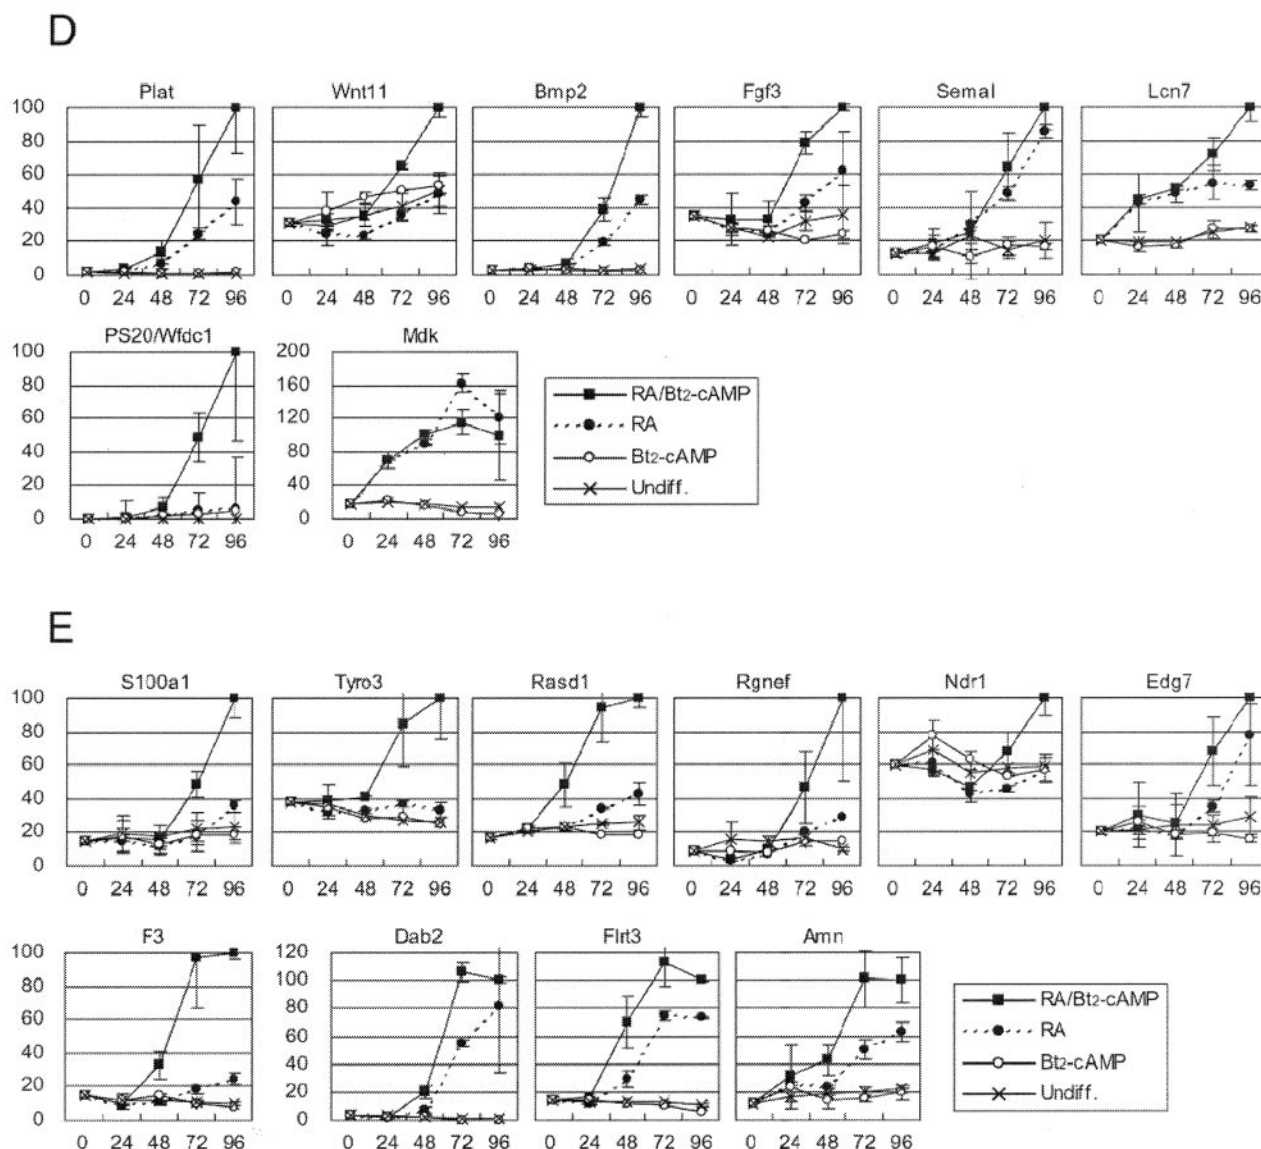 D
Plat Wnt11 Bmp2 Fgf3 Semal Lcn7
100
80
60
40
20
0
0 24 48 72 96 0 24 48 72 96 0 24 48 72 96 0 24 48 72 96 0 24 48 72 96 0 24 48 72 96
PS20/Wfdc1 Mdk
100 200
80 160
60 120
40 80
20 40
0 0
0 24 48 72 96 0 24 48 72 96
RA/Bt2-cAMP
RA
Bt2-cAMP
Undiff.
E
S100a1 Tyro3 Rasd1 Rgnef Ndr1 Edg7
100
80
60
40
20
0
0 24 48 72 96 0 24 48 72 96 0 24 48 72 96 0 24 48 72 96 0 24 48 72 96 0 24 48 72 96
F3 Dab2 Flrt3 Amn
100 120
80 100
60 80
40 60
20 40
0 20
0
0 24 48 72 96 0 24 48 72 96 0 24 48 72 96 0 24 48 72 96
RA/Bt2-cAMP
RA
Bt2-cAMP
Undiff.